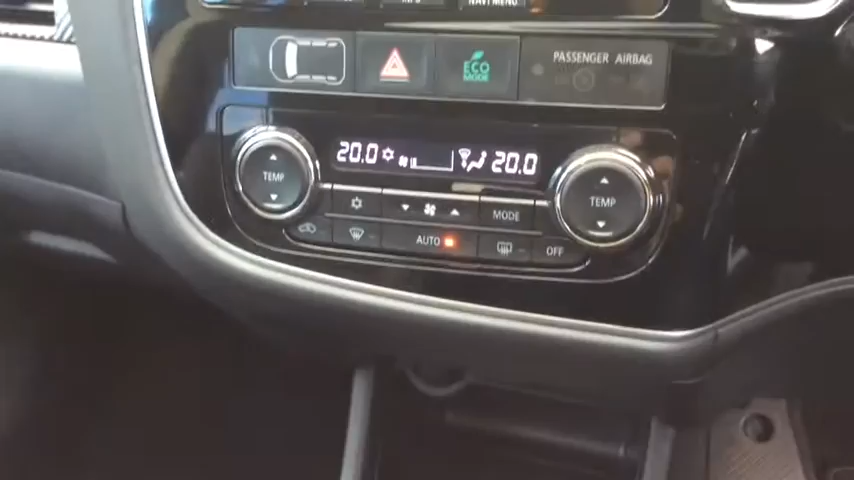 NAVI MENU
ECO MODE
PASSENGER AIRBAG
20.0 20.0
TEMP
TEMP
MODE
AUTO
OFF